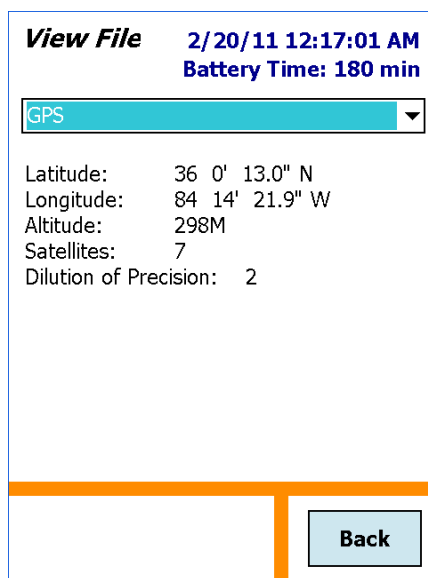 View File 2/20/11 12:17:01 AM
Battery Time: 180 min
GPS
Latitude: 36 0' 13.0" N
Longitude: 84 14' 21.9" W
Altitude: 298M
Satellites: 7
Dilution of Precision: 2
Back